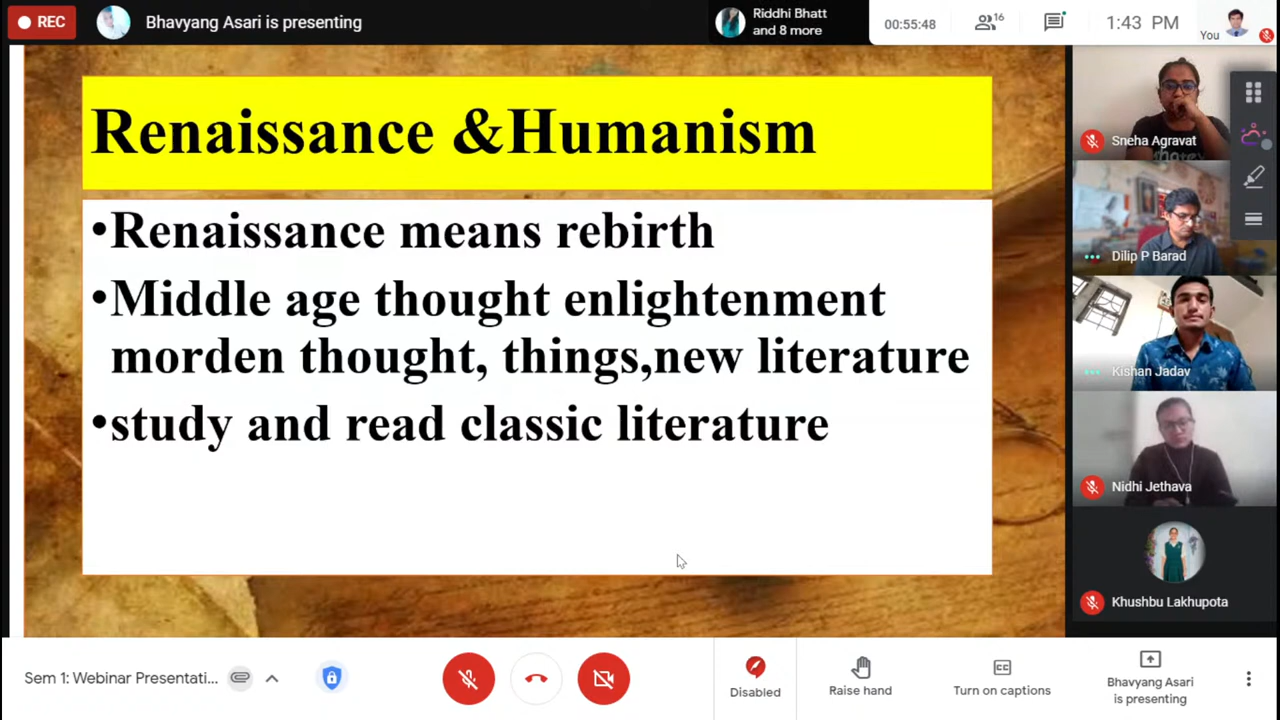 REC
Bhavyang Asari is presenting
Riddhi Bhatt
and 8 more
00:55:48
16
1:43 PM
You
Renaissance &Humanism
•Renaissance means rebirth
•Middle age thought enlightenment
morden thought, things,new literature
•study and read classic literature
Sneha Agravat
Dilip P Barad
Kishan Jadav
Nidhi Jethava
Khushbu Lakhupota
Sem 1: Webinar Presentati...
Disabled
Raise hand
Turn on captions
Bhavyang Asari
is presenting